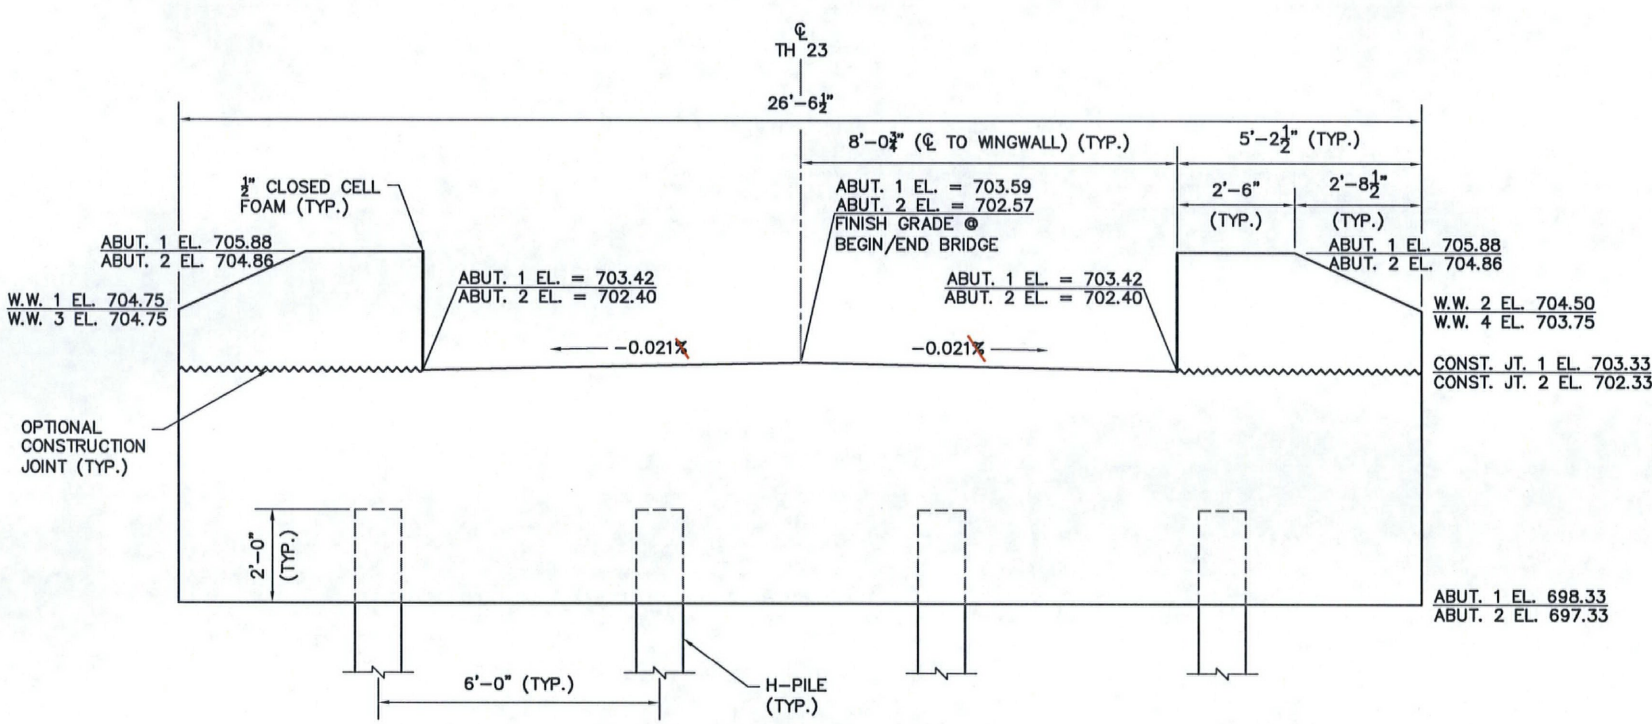 ℄
TH 23
26'-6½"
8'-0¾" (℄ TO WINGWALL) (TYP.)
5'-2½" (TYP.)
½" CLOSED CELL
FOAM (TYP.)
ABUT. 1 EL. = 703.59
ABUT. 2 EL. = 702.57
FINISH GRADE @
BEGIN/END BRIDGE
2'-6"
(TYP.)
2'-8½"
(TYP.)
ABUT. 1 EL. 705.88
ABUT. 2 EL. 704.86
ABUT. 1 EL. 705.88
ABUT. 2 EL. 704.86
ABUT. 1 EL. = 703.42
ABUT. 2 EL. = 702.40
ABUT. 1 EL. = 703.42
ABUT. 2 EL. = 702.40
W.W. 1 EL. 704.75
W.W. 3 EL. 704.75
W.W. 2 EL. 704.50
W.W. 4 EL. 703.75
-0.021%
-0.021%
CONST. JT. 1 EL. 703.33
CONST. JT. 2 EL. 702.33
OPTIONAL
CONSTRUCTION
JOINT (TYP.)
2'-0"
(TYP.)
ABUT. 1 EL. 698.33
ABUT. 2 EL. 697.33
6'-0" (TYP.)
H-PILE
(TYP.)